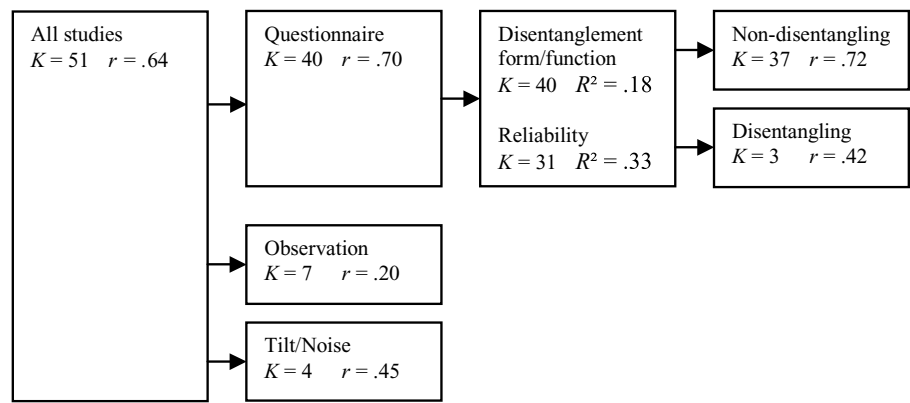 All studies
K = 51 r = .64
Questionnaire
K = 40 r = .70
Disentanglement
form/function
K = 40 R² = .18
Reliability
K = 31 R² = .33
Non-disentangling
K = 37 r = .72
Disentangling
K = 3 r = .42
Observation
K = 7 r = .20
Tilt/Noise
K = 4 r = .45